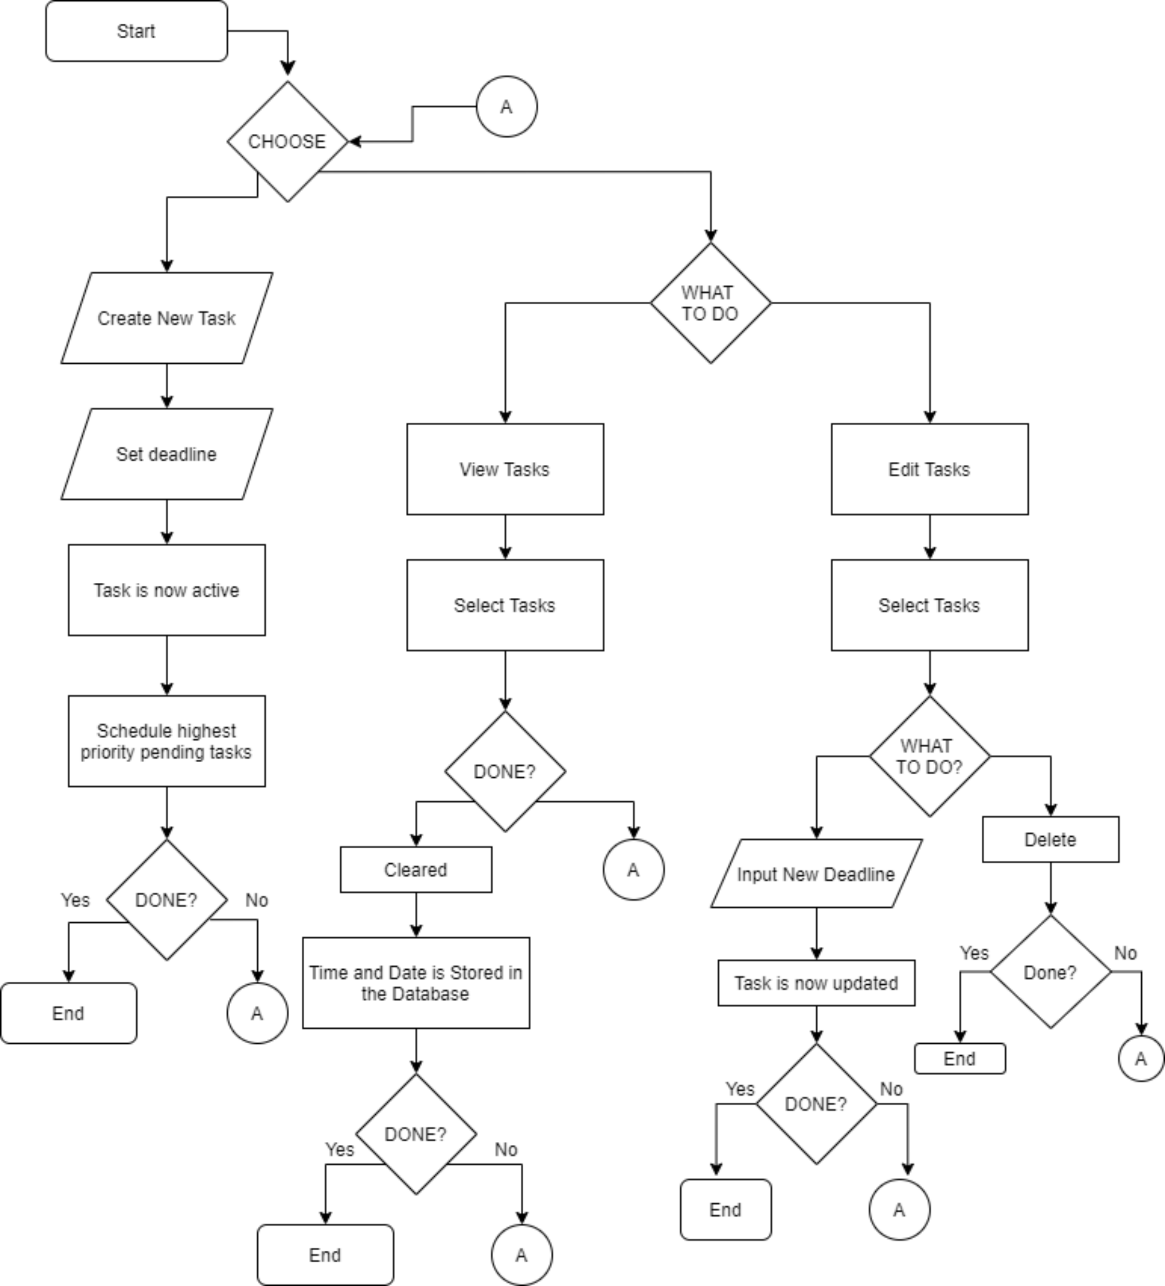 Start
A
CHOOSE
WHAT
TO DO
Create New Task
Set deadline
View Tasks
Edit Tasks
Task is now active
Select Tasks
Select Tasks
Schedule highest
priority pending tasks
DONE?
WHAT
TO DO?
Cleared
A
Input New Deadline
Delete
Yes
DONE?
No
Time and Date is Stored in
the Database
Task is now updated
Yes
Done?
No
End
A
End
A
DONE?
Yes
No
DONE?
Yes
No
End
A
End
A